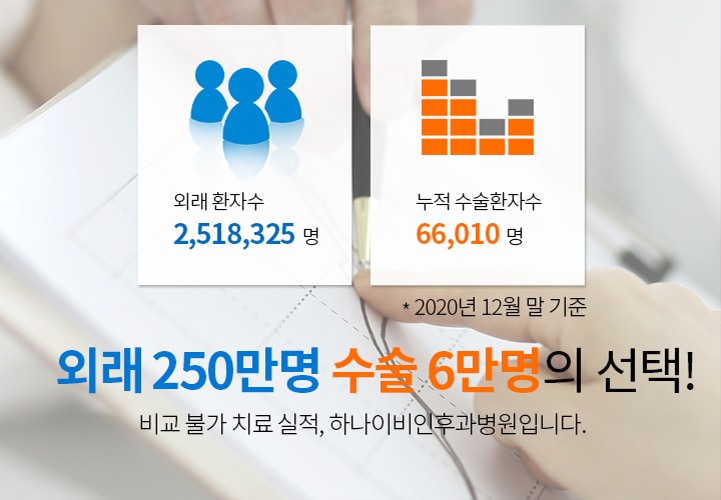 외래 환자수
2,518,325 명
누적 수술환자수
66,010 명
* 2020년 12월 말 기준
외래 250만명 수술 6만명의 선택!
비교 불가 치료 실적, 하나이비인후과병원입니다.